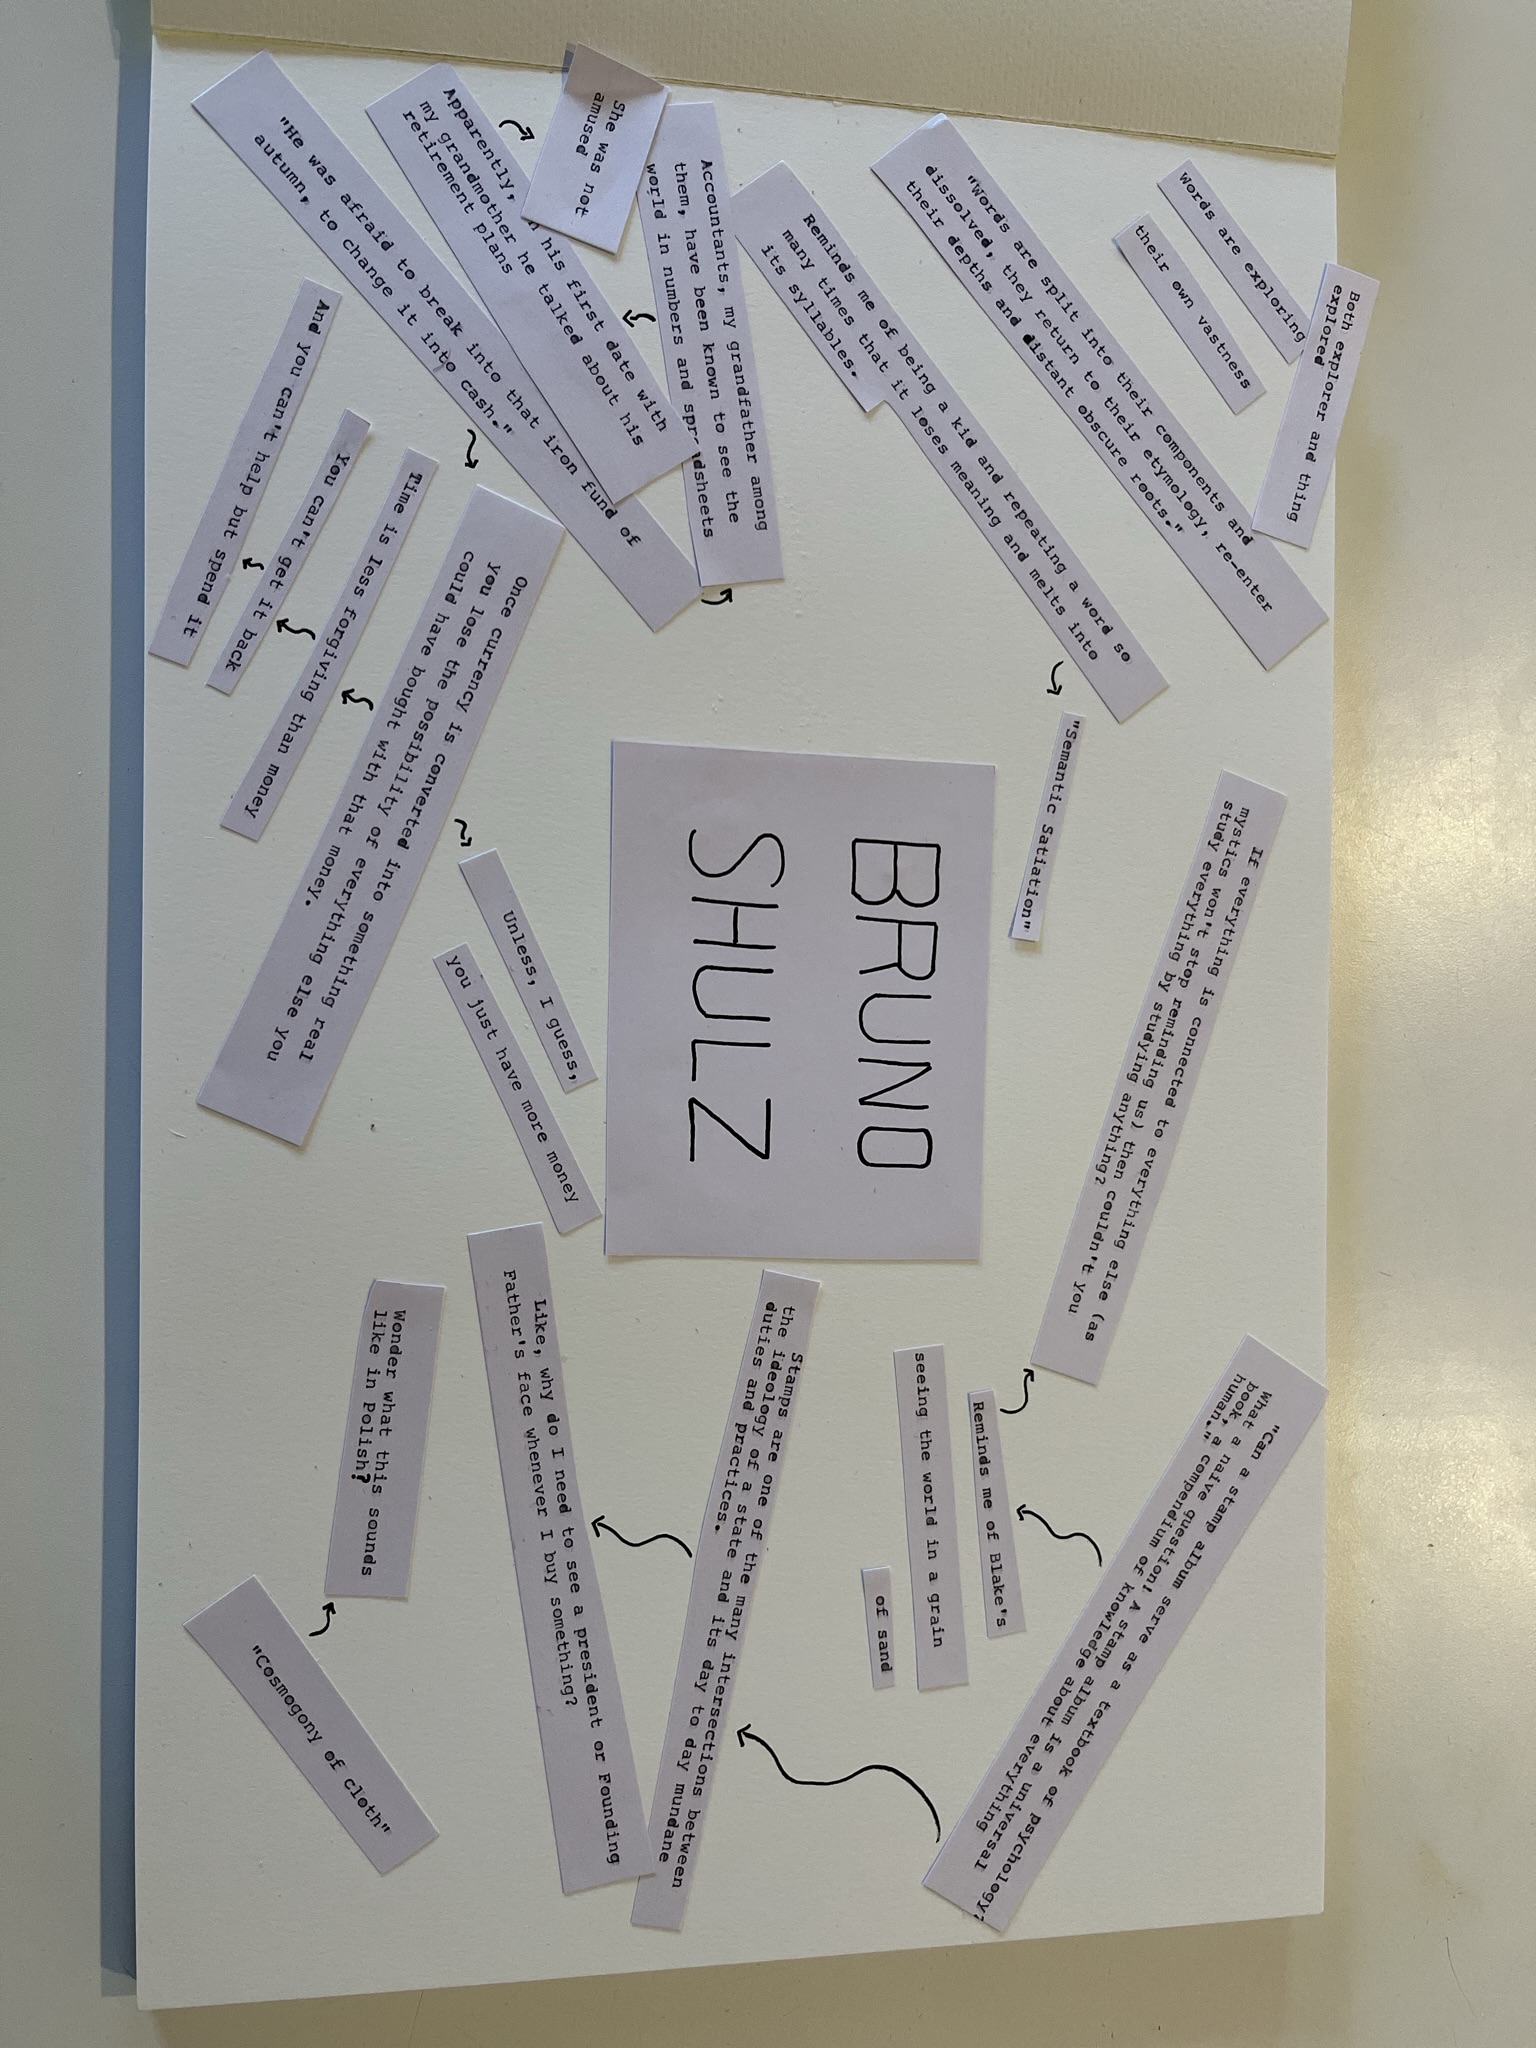 Both explorer and thing
explored
Words are exploring
their own vastness
"Words are split into their components and
dissolved, they return to their etymology, re-enter
their depths and distant obscure roots."
Reminds me of being a kid and repeating a word so
many times that it loses meaning and melts into
its syllables.
"Semantic Satiation"
If everything is connected to everything else (as
mystics won't stop reminding us) then couldn't you
study everything by studying anything?
"Can a stamp album serve as a textbook of psychology?
What a naive question! A stamp album is a universal
book, a compendium of knowledge about everything
human."
Reminds me of Blake's
seeing the world in a grain
of sand
BRUNO
SHULZ
Stamps are one of the many intersections between
the ideology of a state and its day to day mundane
duties and practices.
Like, why do I need to see a president or Founding
Father's face whenever I buy something?
Accountants, my grandfather among
them, have been known to see the
world in numbers and spreadsheets
She was not
amused
Apparently, on his first date with
my grandmother he talked about his
retirement plans
"He was afraid to break into that iron fund of
autumn, to change it into cash."
Once currency is converted into something real
you lose the possibility of everything else you
could have bought with that money.
Unless, I guess,
you just have more money
Time is less forgiving than money
You can't get it back
And you can't help but spend it
Wonder what this sounds
like in Polish?
"Cosmogony of cloth"